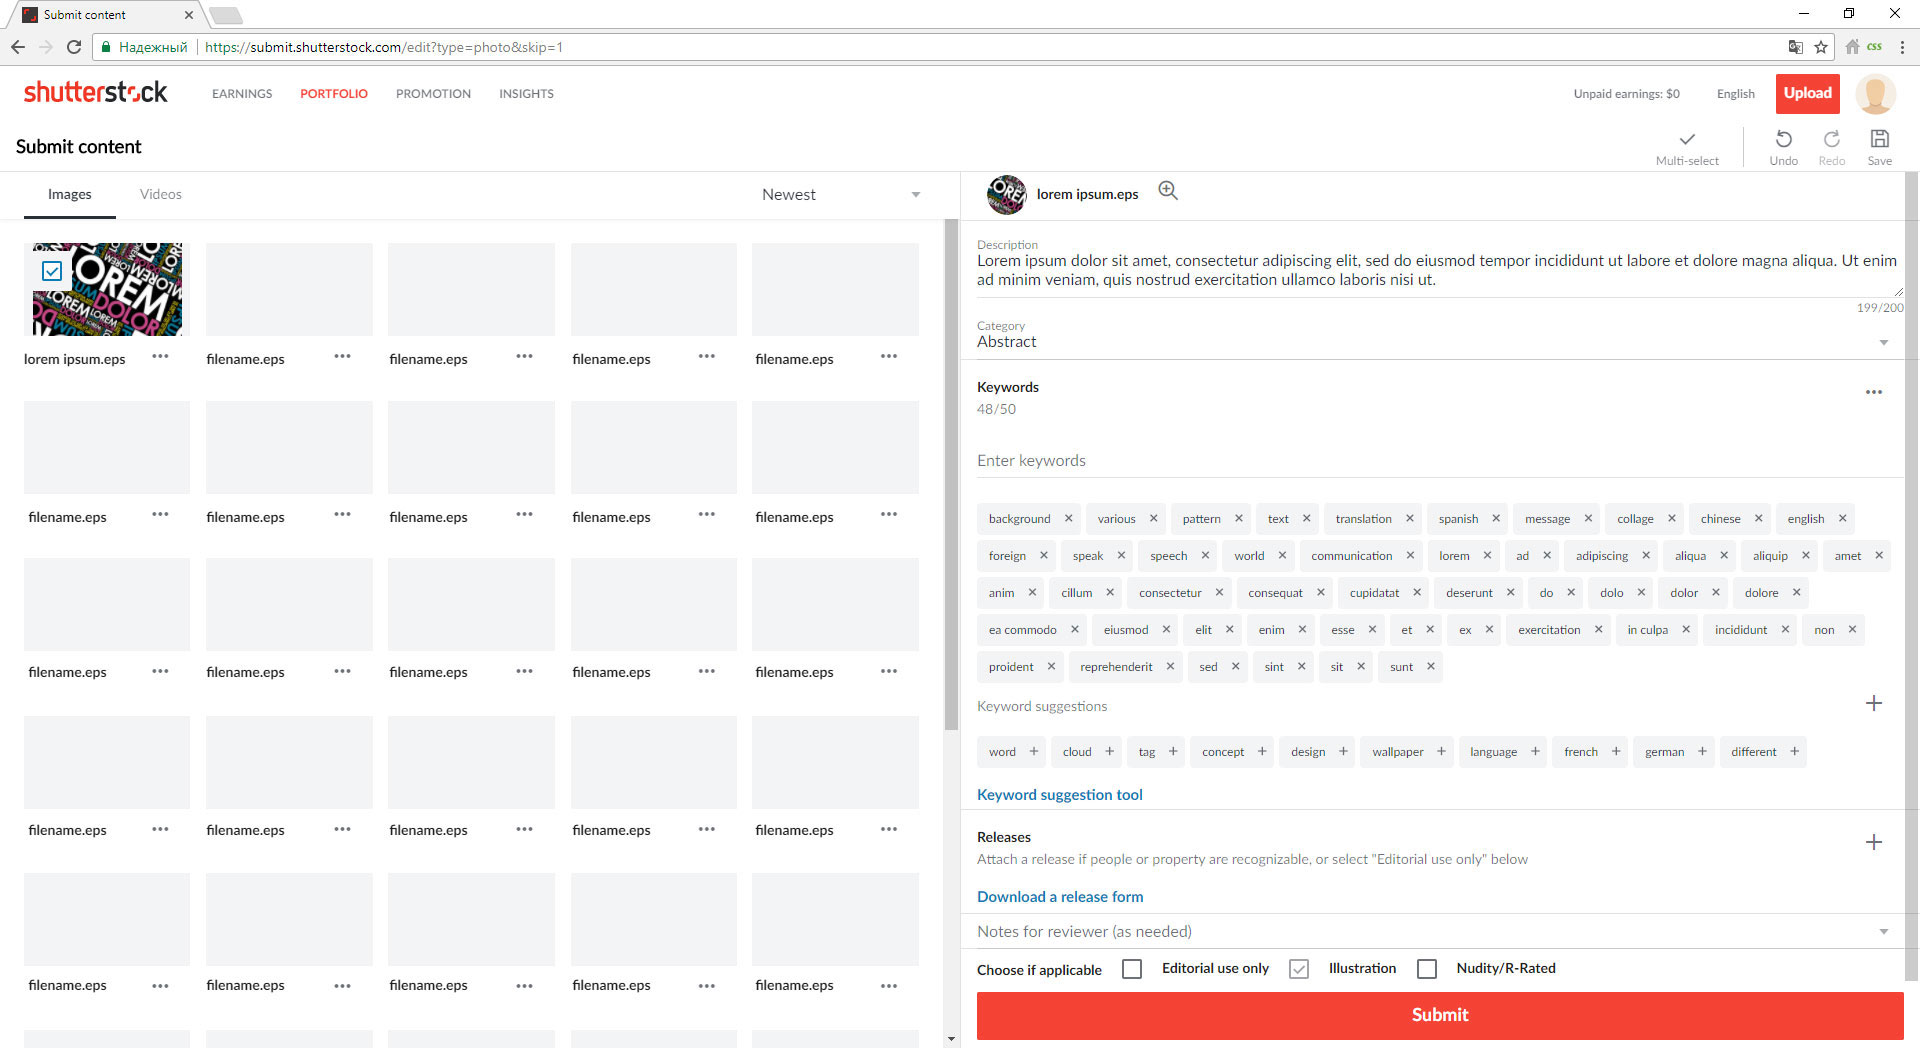 Submit content
Надежный https://submit.shutterstock.com/edit?type=photo&skip=1 css
shutterstock EARNINGS PORTFOLIO PROMOTION INSIGHTS Unpaid earnings: $0 English Upload
Submit content Multi-select Undo Redo Save
Images Videos Newest
lorem ipsum.eps filename.eps filename.eps filename.eps filename.eps
filename.eps filename.eps filename.eps filename.eps filename.eps
filename.eps filename.eps filename.eps filename.eps filename.eps
filename.eps filename.eps filename.eps filename.eps filename.eps
filename.eps filename.eps filename.eps filename.eps filename.eps
lorem ipsum.eps
Description
Lorem ipsum dolor sit amet, consectetur adipiscing elit, sed do eiusmod tempor incididunt ut labore et dolore magna aliqua. Ut enim
ad minim veniam, quis nostrud exercitation ullamco laboris nisi ut.
199/200
Category
Abstract
Keywords
48/50
Enter keywords
background various pattern text translation spanish message collage chinese english
foreign speak speech world communication lorem ad adipiscing aliqua aliquip amet
anim cillum consectetur consequat cupidatat deserunt do dolo dolor dolore
ea commodo eiusmod elit enim esse et ex exercitation in culpa incididunt non
proident reprehenderit sed sint sit sunt
Keyword suggestions
word cloud tag concept design wallpaper language french german different
Keyword suggestion tool
Releases
Attach a release if people or property are recognizable, or select "Editorial use only" below
Download a release form
Notes for reviewer (as needed)
Choose if applicable Editorial use only Illustration Nudity/R-Rated
Submit